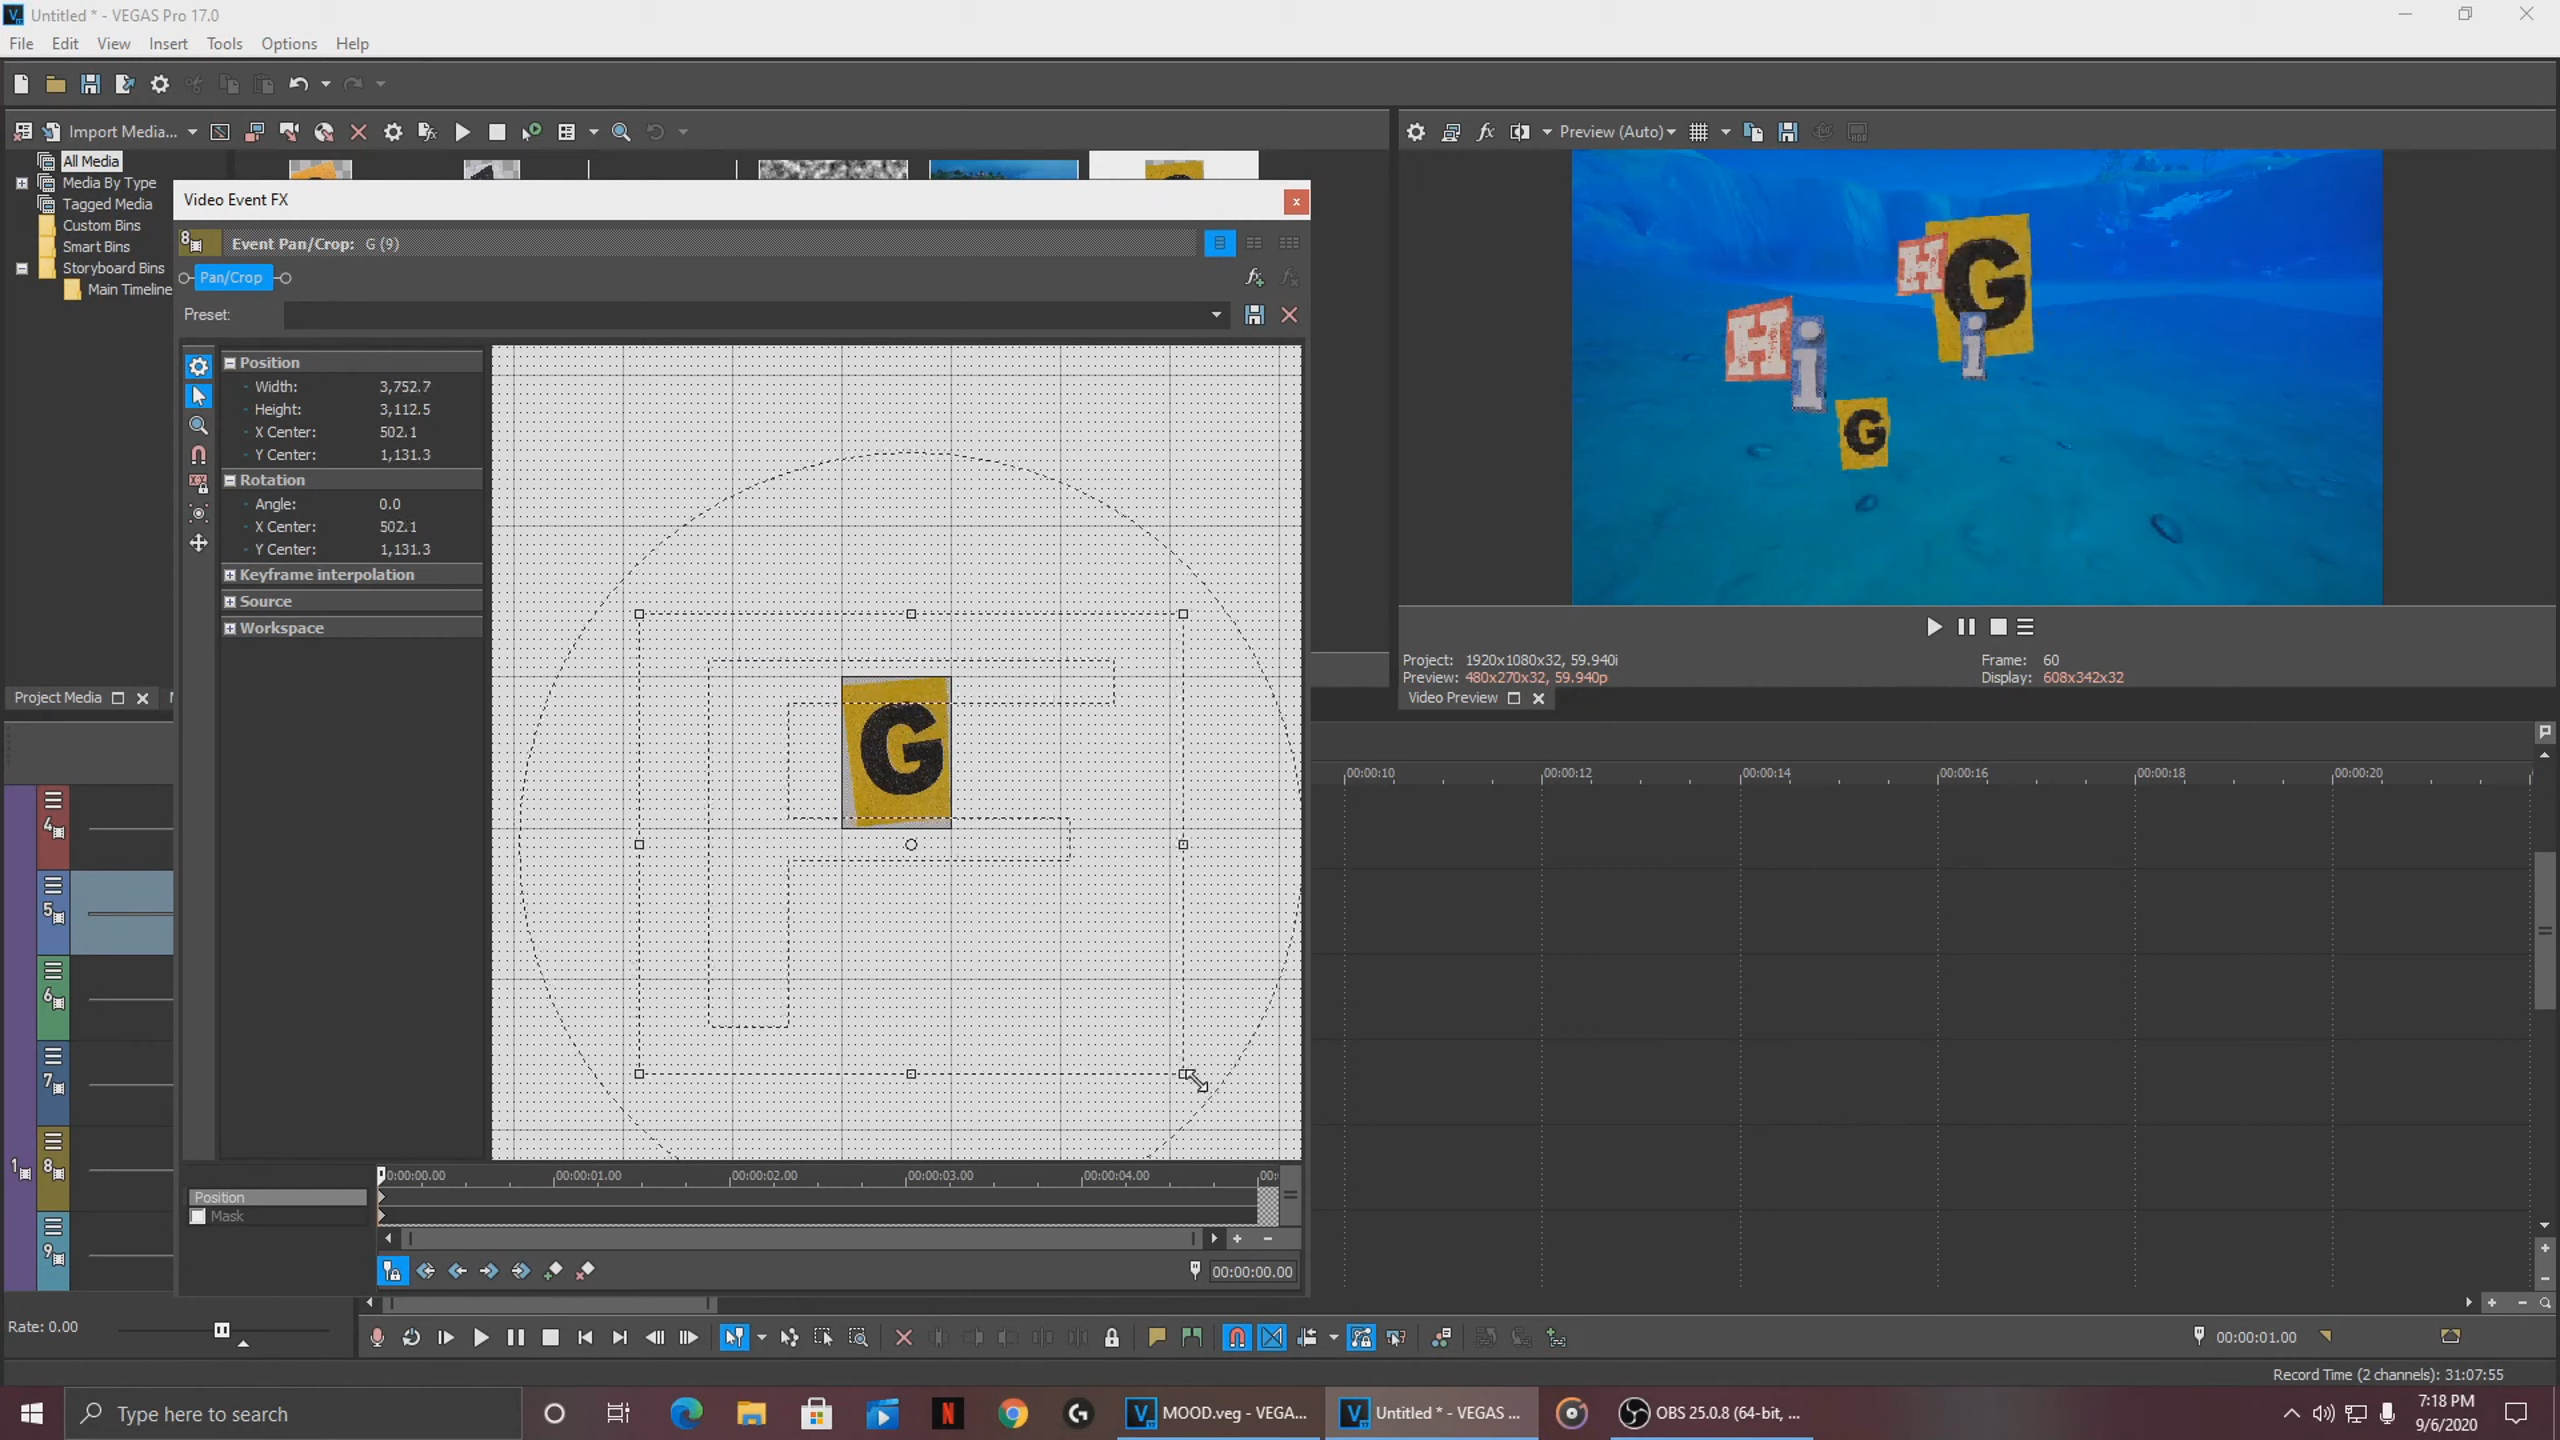 Untitled * - VEGAS Pro 17.0
File Edit View Insert Tools Options Help
Import Media...
Preview (Auto)
All Media
Media By Type
Tagged Media
Custom Bins
Smart Bins
Storyboard Bins
Main Timeline
Video Event FX
Event Pan/Crop: G (9)
Pan/Crop
Preset:
Position
Width: 3,752.7
Height: 3,112.5
X Center: 502.1
Y Center: 1,131.3
Rotation
Angle: 0.0
X Center: 502.1
Y Center: 1,131.3
Keyframe interpolation
Source
Workspace
G
H G
Hi i
G
Project: 1920x1080x32, 59.940i
Frame: 60
Preview: 480x270x32, 59.940p
Display: 608x342x32
Project Media
Video Preview
00:00:10 00:00:12 00:00:14 00:00:16 00:00:18 00:00:20
4
5
6
7
1 8
9
00:00:00.00 00:00:01.00 00:00:02.00 00:00:03.00 00:00:04.00
Position
Mask
00:00:00.00
Rate: 0.00
00:00:01.00
Record Time (2 channels): 31:07:55
Type here to search
MOOD.veg - VEGA...
Untitled * - VEGAS ...
OBS 25.0.8 (64-bit, ...
7:18 PM
9/6/2020